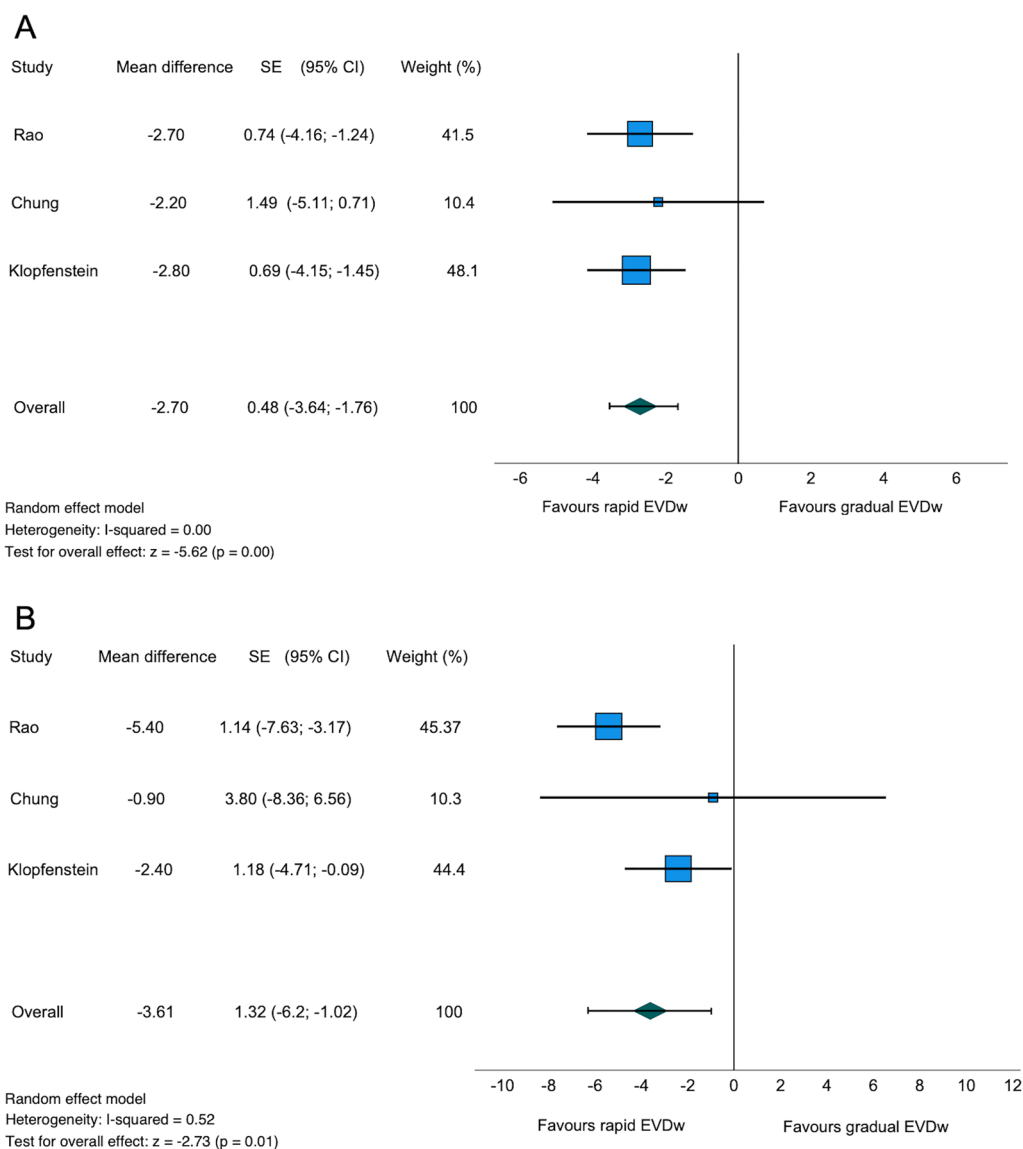 A
Study Mean difference SE (95% CI) Weight (%)
Rao -2.70 0.74 (-4.16; -1.24) 41.5
Chung -2.20 1.49 (-5.11; 0.71) 10.4
Klopfenstein -2.80 0.69 (-4.15; -1.45) 48.1
Overall -2.70 0.48 (-3.64; -1.76) 100
-6 -4 -2 0 2 4 6
Favours rapid EVDw Favours gradual EVDw
Random effect model
Heterogeneity: I-squared = 0.00
Test for overall effect: z = -5.62 (p = 0.00)
B
Study Mean difference SE (95% CI) Weight (%)
Rao -5.40 1.14 (-7.63; -3.17) 45.37
Chung -0.90 3.80 (-8.36; 6.56) 10.3
Klopfenstein -2.40 1.18 (-4.71; -0.09) 44.4
Overall -3.61 1.32 (-6.2; -1.02) 100
-10 -8 -6 -4 -2 0 2 4 6 8 10 12
Favours rapid EVDw Favours gradual EVDw
Random effect model
Heterogeneity: I-squared = 0.52
Test for overall effect: z = -2.73 (p = 0.01)